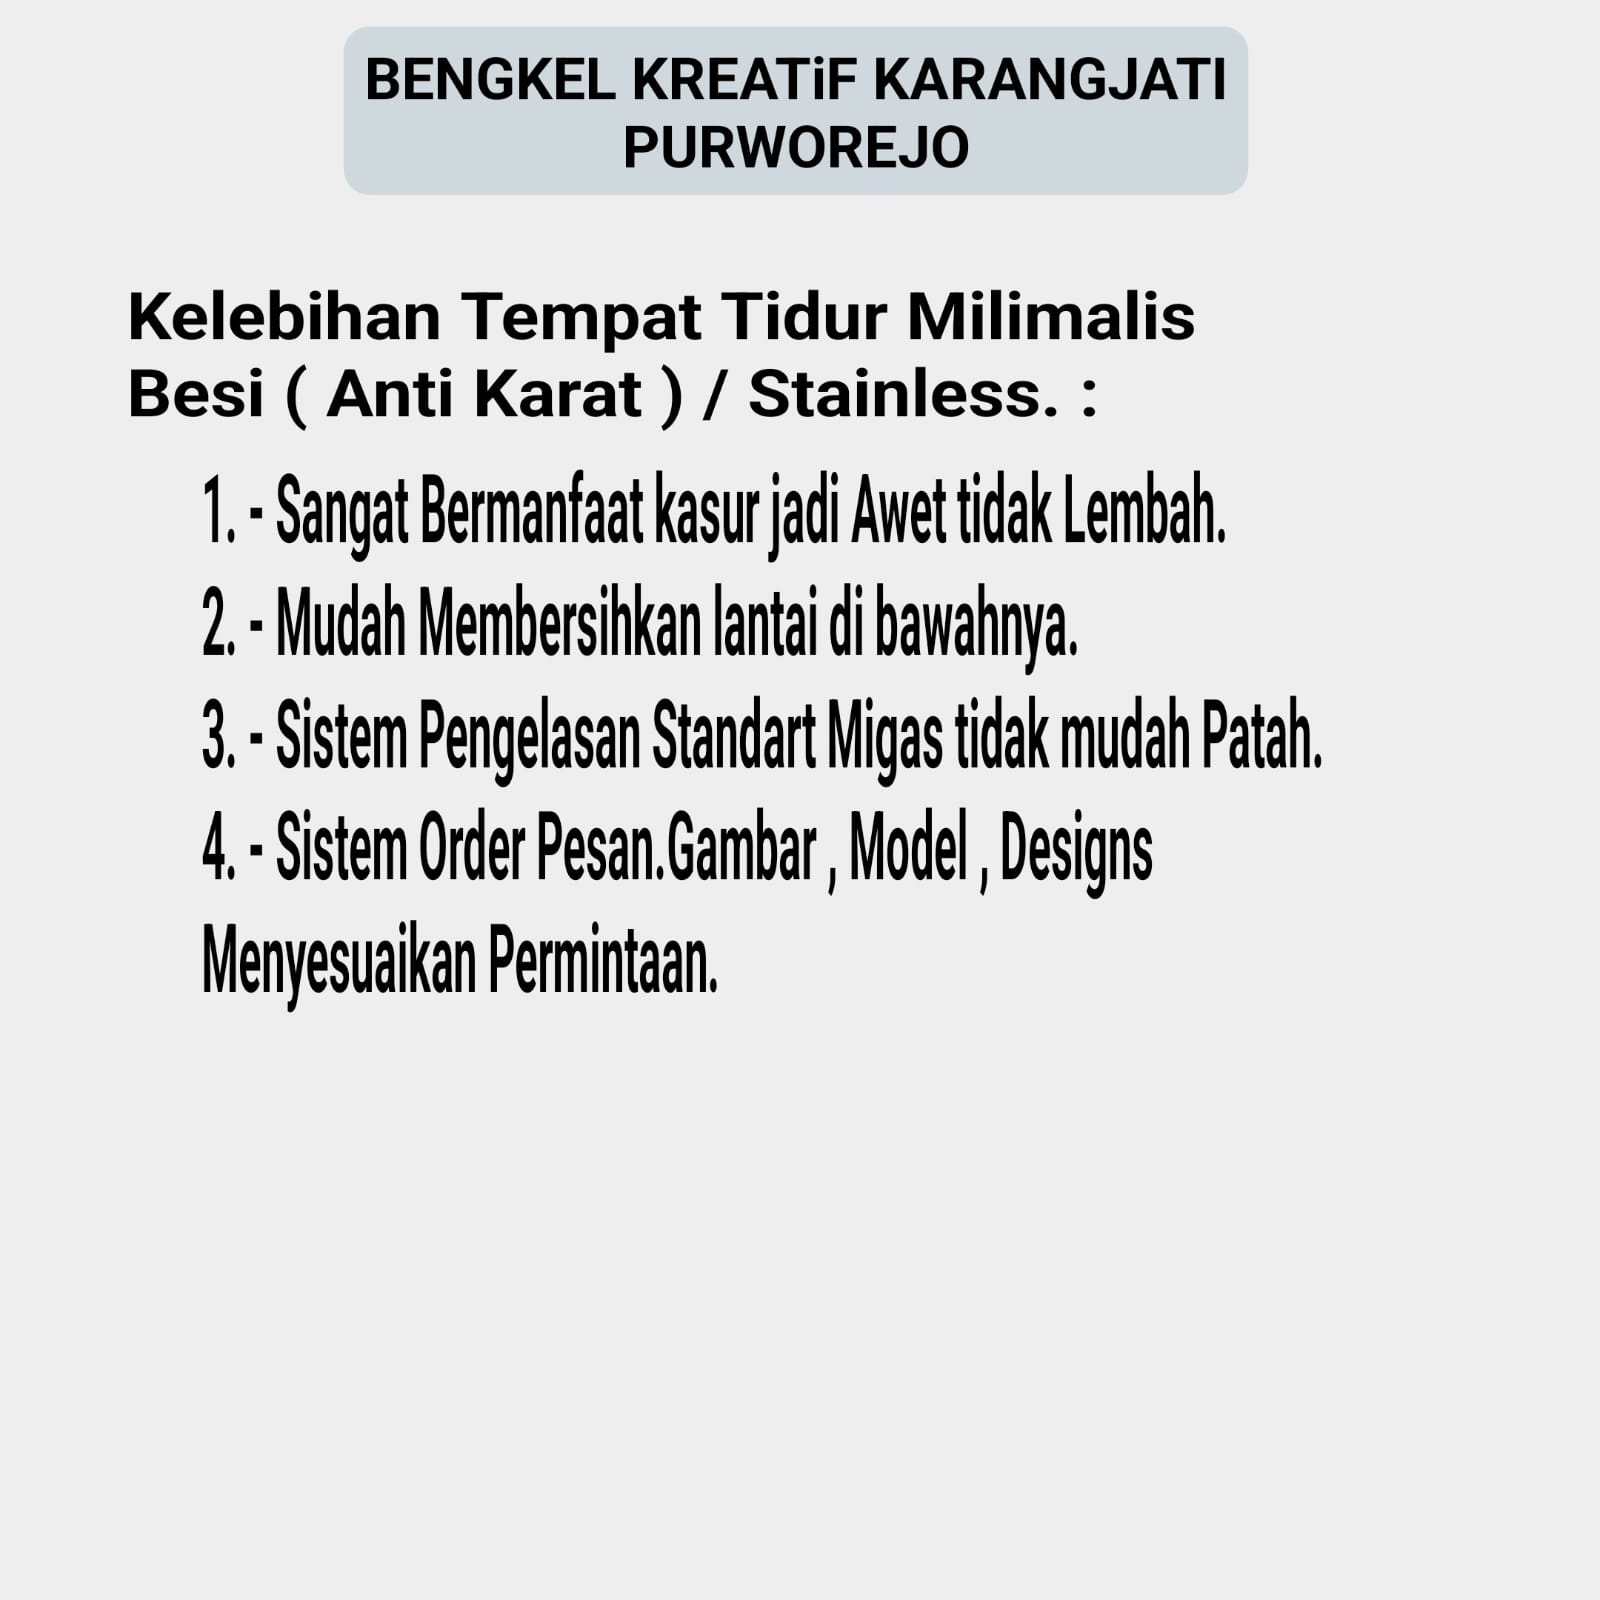 BENGKEL KREATiF KARANGJATI
PURWOREJO
Kelebihan Tempat Tidur Milimalis
Besi ( Anti Karat ) / Stainless. :
1. - Sangat Bermanfaat kasur jadi Awet tidak Lembah.
2. - Mudah Membersihkan lantai di bawahnya.
3. - Sistem Pengelasan Standart Migas tidak mudah Patah.
4. - Sistem Order Pesan.Gambar , Model , Designs
Menyesuaikan Permintaan.